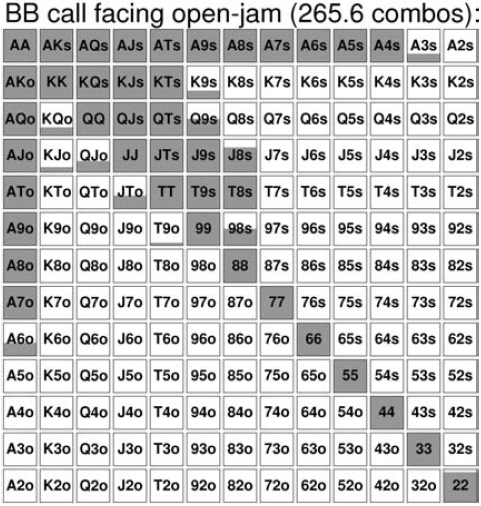 BB call facing open-jam (265.6 combos):
AA AKs AQs AJs ATs A9s A8s A7s A6s A5s A4s A3s A2s
AKo KK KQs KJs KTs K9s K8s K7s K6s K5s K4s K3s K2s
AQo KQo QQ QJs QTs Q9s Q8s Q7s Q6s Q5s Q4s Q3s Q2s
AJo KJo QJo JJ JTs J9s J8s J7s J6s J5s J4s J3s J2s
ATo KTo QTo JTo TT T9s T8s T7s T6s T5s T4s T3s T2s
A9o K9o Q9o J9o T9o 99 98s 97s 96s 95s 94s 93s 92s
A8o K8o Q8o J8o T8o 98o 88 87s 86s 85s 84s 83s 82s
A7o K7o Q7o J7o T7o 97o 87o 77 76s 75s 74s 73s 72s
A6o K6o Q6o J6o T6o 96o 86o 76o 66 65s 64s 63s 62s
A5o K5o Q5o J5o T5o 95o 85o 75o 65o 55 54s 53s 52s
A4o K4o Q4o J4o T4o 94o 84o 74o 64o 54o 44 43s 42s
A3o K3o Q3o J3o T3o 93o 83o 73o 63o 53o 43o 33 32s
A2o K2o Q2o J2o T2o 92o 82o 72o 62o 52o 42o 32o 22